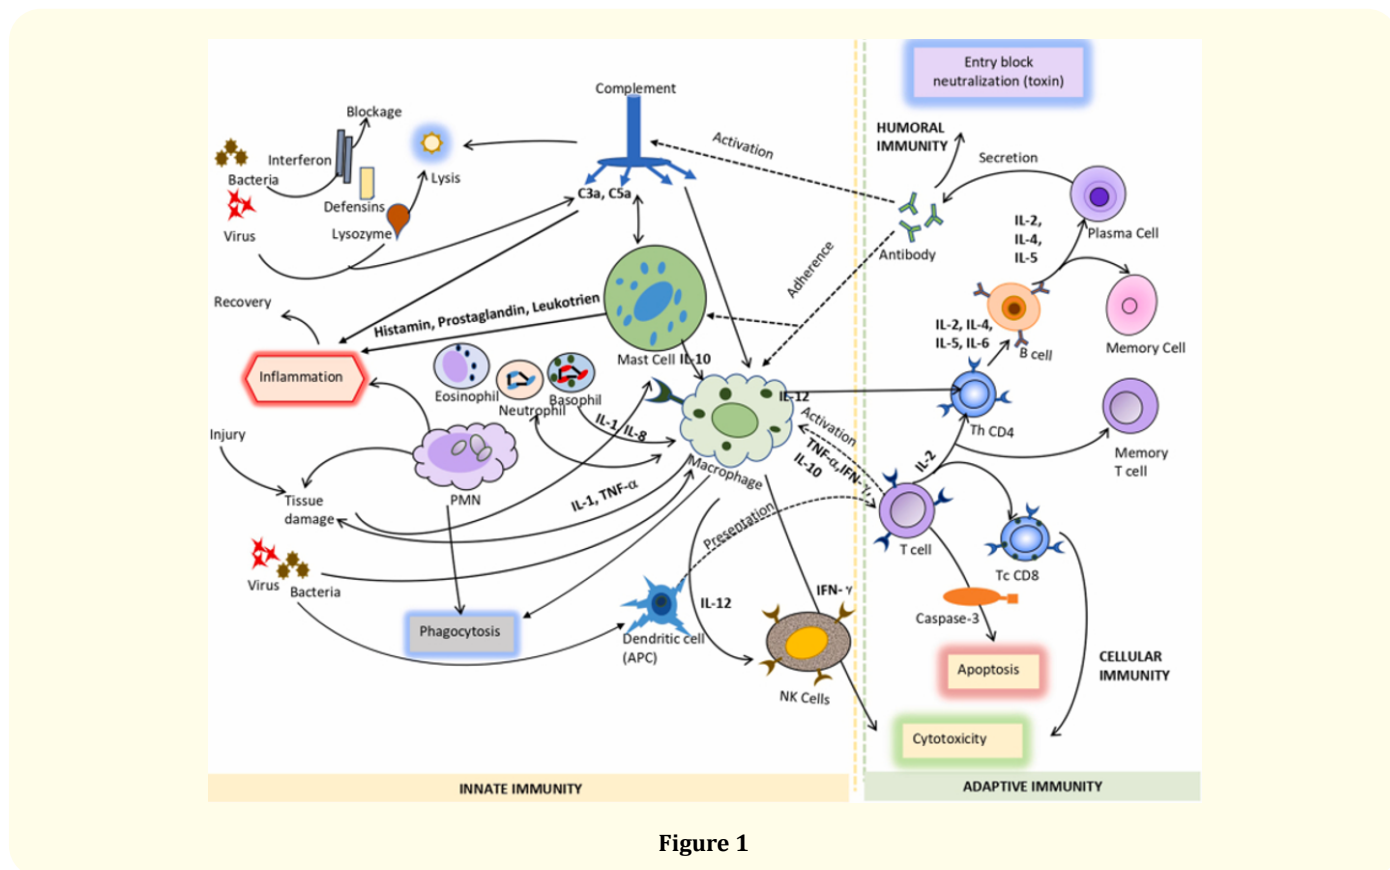 Complement
Blockage
Interferon
Bacteria
Lysis
Defensins
Lysozyme
Virus
C3a, C5a
Activation
Adherence
Recovery
Histamin, Prostaglandin, Leukotrien
Mast Cell
IL-10
Inflammation
Eosinophil
Neutrophil
Basophil
IL-1, IL-8
IL-12
Macrophage
Injury
PMN
Tissue
damage
IL-1, TNF-α
Virus
Bacteria
Phagocytosis
Presentation
Dendritic cell
(APC)
IL-12
IFN- γ
NK Cells
Activation
TNF-α,IFN- γ
IL-10
Entry block
neutralization (toxin)
HUMORAL
IMMUNITY
Secretion
Antibody
Plasma Cell
IL-2,
IL-4,
IL-5
Memory Cell
IL-2, IL-4,
IL-5, IL-6
B cell
Th CD4
Memory
T cell
IL-2
T cell
Tc CD8
Caspase-3
Apoptosis
CELLULAR
IMMUNITY
Cytotoxicity
INNATE IMMUNITY
ADAPTIVE IMMUNITY
Figure 1